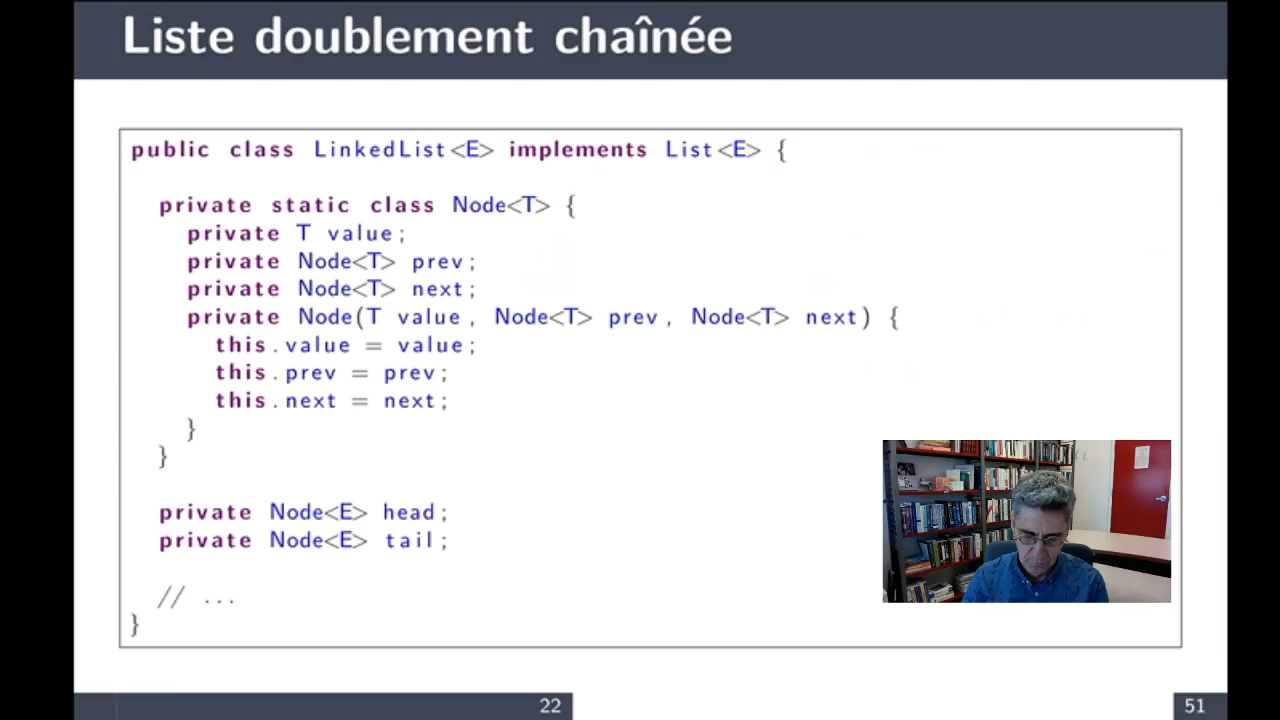 Liste doublement chaînée
public class LinkedList<E> implements List<E> {
private static class Node<T> {
private T value;
private Node<T> prev;
private Node<T> next;
private Node(T value, Node<T> prev, Node<T> next) {
this.value = value;
this.prev = prev;
this.next = next;
}
}
private Node<E> head;
private Node<E> tail;
// ...
}
22
51